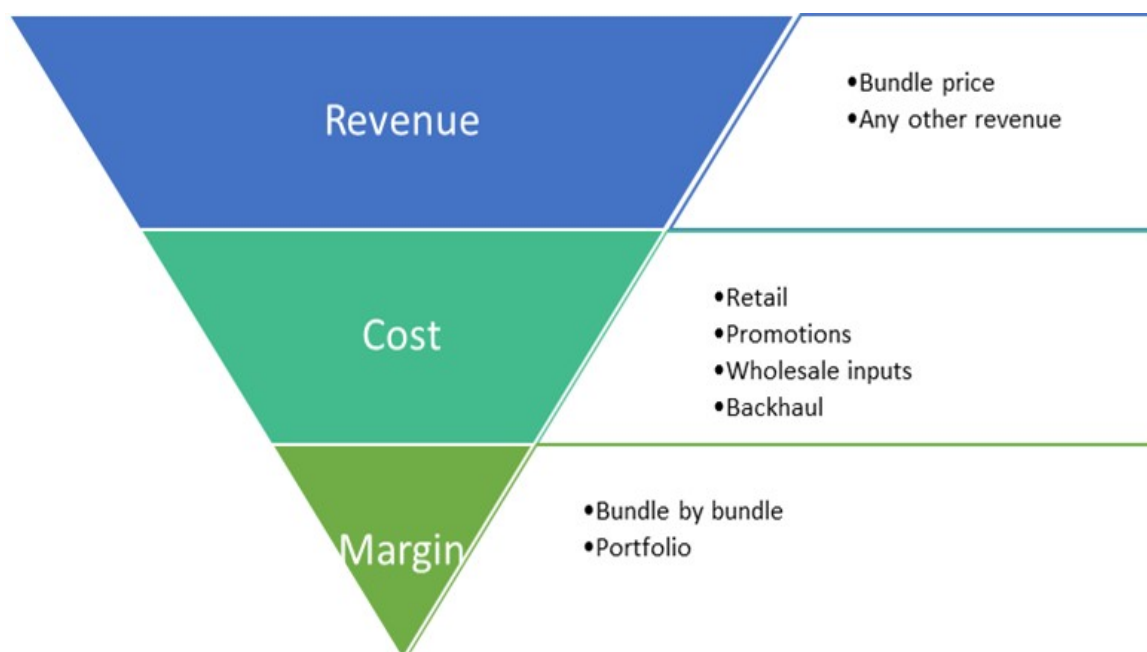 Revenue
•Bundle price
•Any other revenue
Cost
•Retail
•Promotions
•Wholesale inputs
•Backhaul
Margin
•Bundle by bundle
•Portfolio